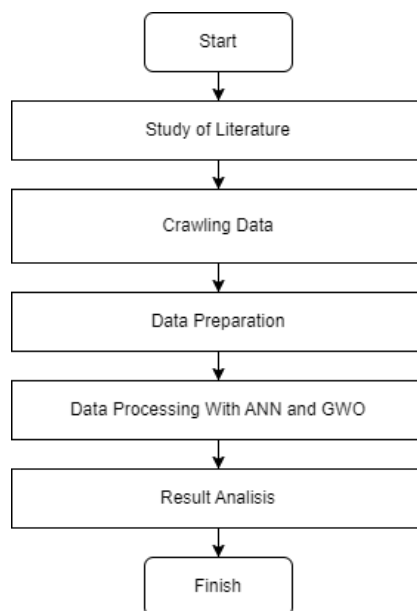 Start
Study of Literature
Crawling Data
Data Preparation
Data Processing With ANN and GWO
Result Analisis
Finish